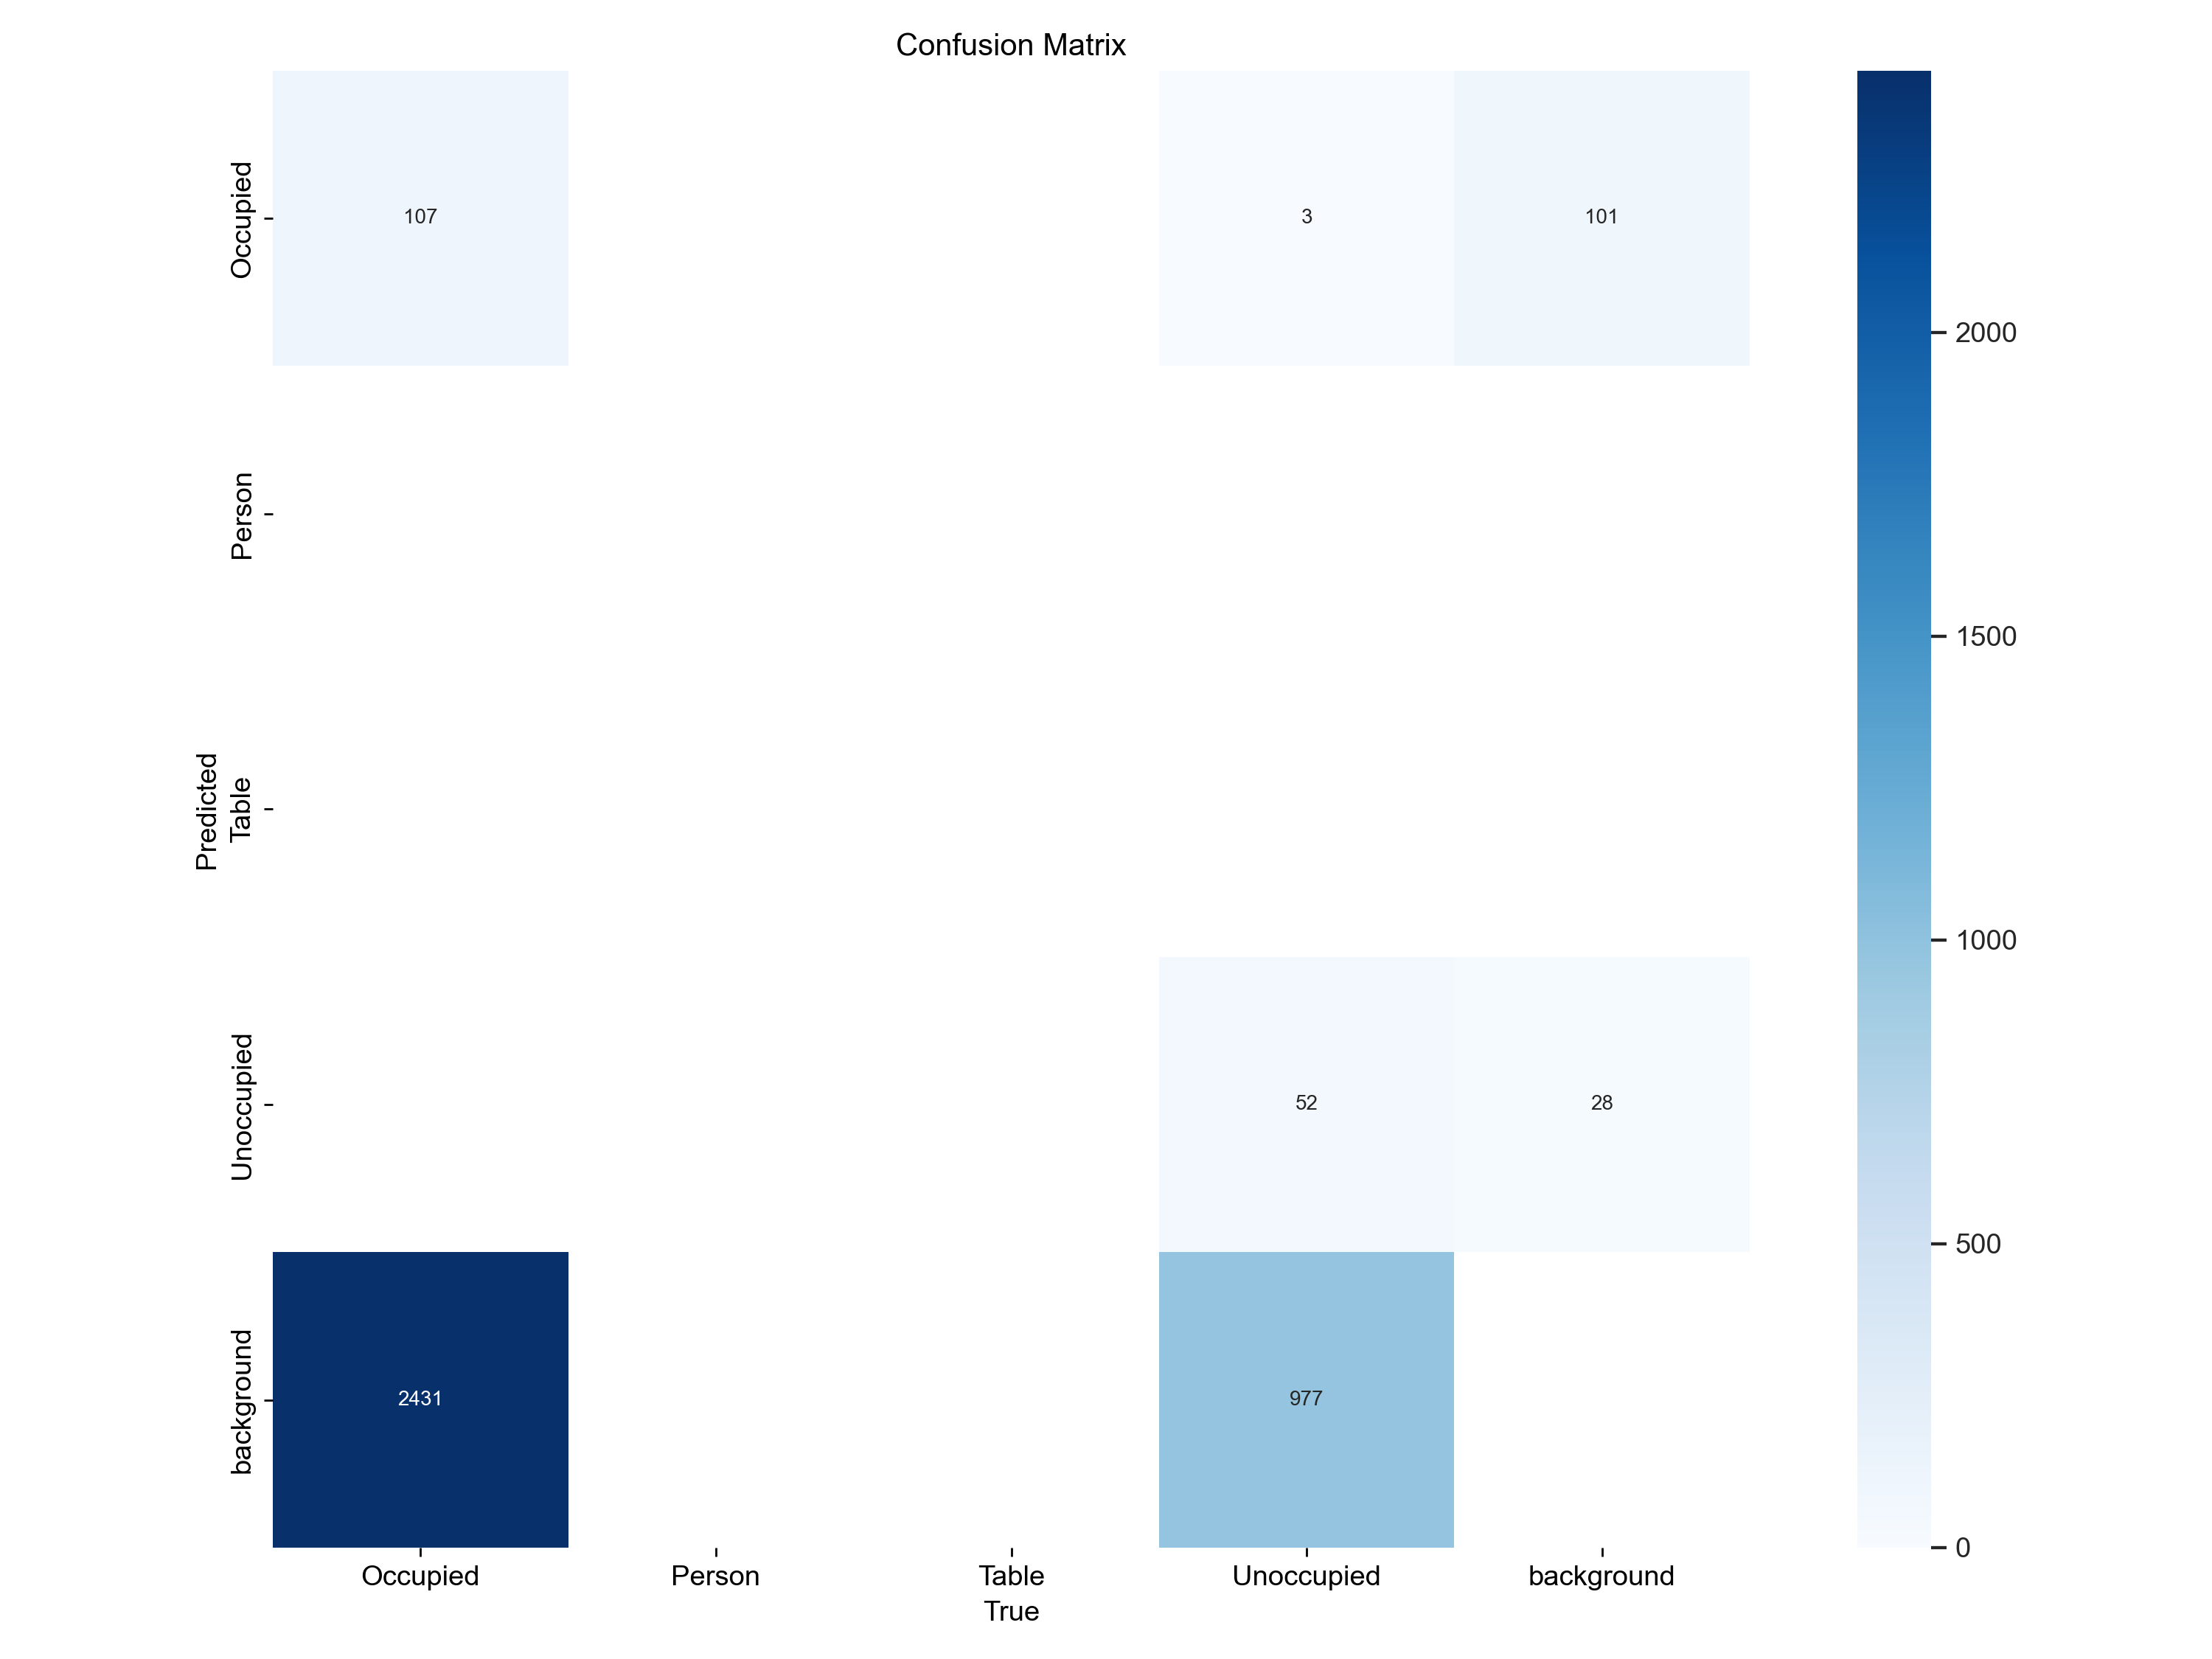 Confusion Matrix
Occupied
107
3
101
2000
Person
1500
Predicted
Table
1000
Unoccupied
52
28
500
background
2431
977
0
Occupied
Person
Table
Unoccupied
background
True